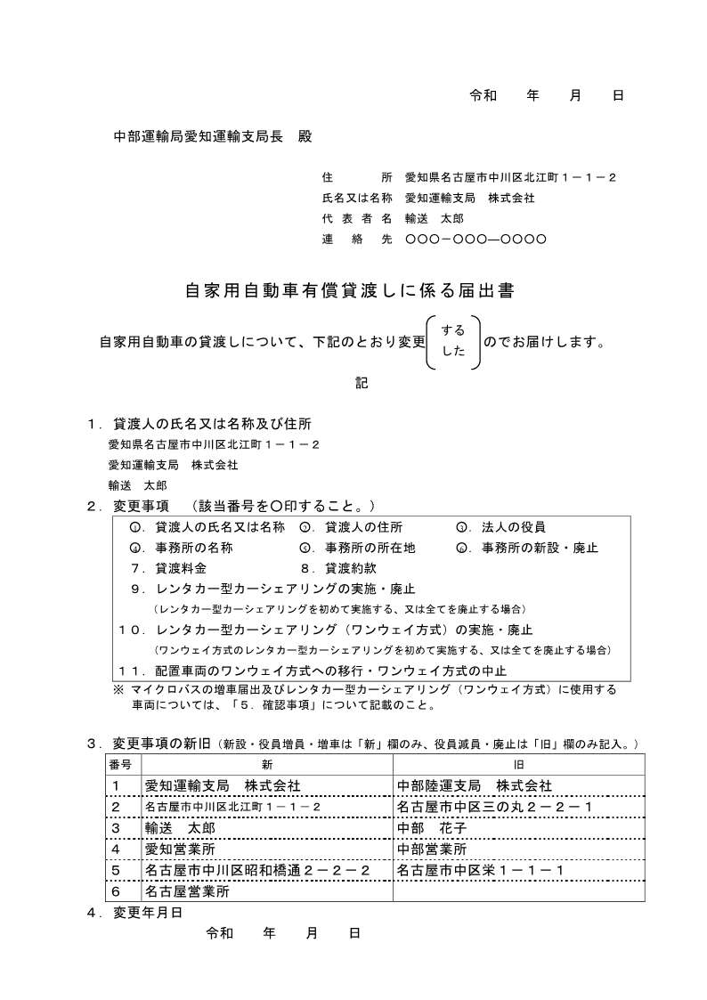 令和　　年　　月　　日
中部運輸局愛知運輸支局長　殿
住　　　所　愛知県名古屋市中川区北江町１－１－２
氏名又は名称　愛知運輸支局　株式会社
代 表 者 名　輸送　太郎
連　絡　先　〇〇〇－〇〇〇―〇〇〇〇
自家用自動車有償貸渡しに係る届出書
する
自家用自動車の貸渡しについて、下記のとおり変更　　のでお届けします。
した
記
１．貸渡人の氏名又は名称及び住所
愛知県名古屋市中川区北江町１－１－２
愛知運輸支局　株式会社
輸送　太郎
２．変更事項　（該当番号を〇印すること。）
①．貸渡人の氏名又は名称　②．貸渡人の住所　③．法人の役員
④．事務所の名称　⑤．事務所の所在地　⑥．事務所の新設・廃止
７．貸渡料金　８．貸渡約款
９．レンタカー型カーシェアリングの実施・廃止
（レンタカー型カーシェアリングを初めて実施する、又は全てを廃止する場合）
１０．レンタカー型カーシェアリング（ワンウェイ方式）の実施・廃止
（ワンウェイ方式のレンタカー型カーシェアリングを初めて実施する、又は全てを廃止する場合）
１１．配置車両のワンウェイ方式への移行・ワンウェイ方式の中止
※ マイクロバスの増車届出及びレンタカー型カーシェアリング（ワンウェイ方式）に使用する
車両については、「５．確認事項」について記載のこと。
３．変更事項の新旧（新設・役員増員・増車は「新」欄のみ、役員減員・廃止は「旧」欄のみ記入。）
番号　新　旧
１　愛知運輸支局　株式会社　中部陸運支局　株式会社
２　名古屋市中川区北江町１－１－２　名古屋市中区三の丸２－２－１
３　輸送　太郎　中部　花子
４　愛知営業所　中部営業所
５　名古屋市中川区昭和橋通２－２－２　名古屋市中区栄１－１－１
６　名古屋営業所
４．変更年月日
令和　　年　　月　　日